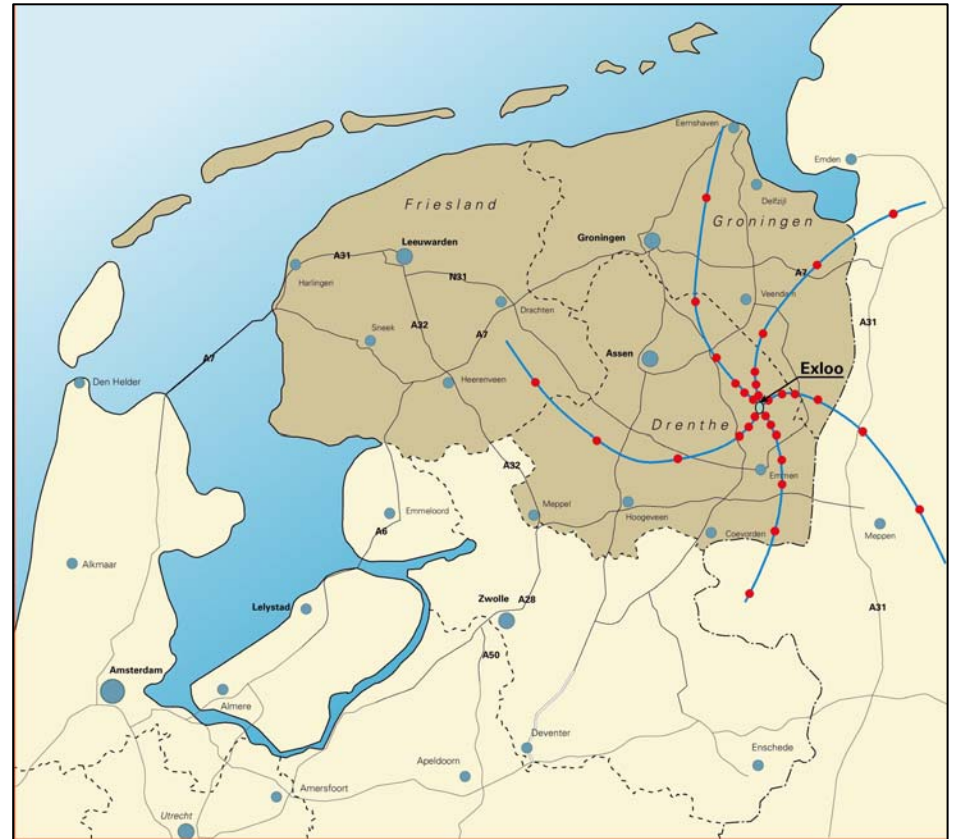 Eemshaven
Emden
Delfzijl
Friesland
Groningen
Groningen
Leeuwarden
A31
A7
Harlingen
N31
Veendam
Drachten
A31
Sneek
A32
A7
A7
Assen
Exloo
Den Helder
Heerenveen
Drenthe
A32
Emmen
Meppel
Emmeloord
Hoogeveen
A6
Coevorden
Meppen
Alkmaar
Lelystad
Zwolle
A28
A31
A50
Amsterdam
Almere
Deventer
Enschede
Apeldoorn
Amersfoort
Utrecht